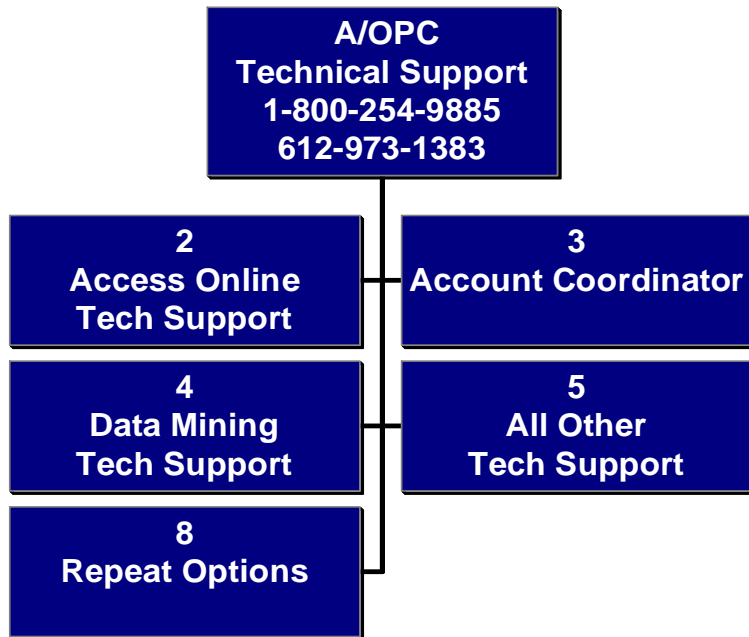 A/OPC
Technical Support
1-800-254-9885
612-973-1383
2
Access Online
Tech Support
3
Account Coordinator
4
Data Mining
Tech Support
5
All Other
Tech Support
8
Repeat Options